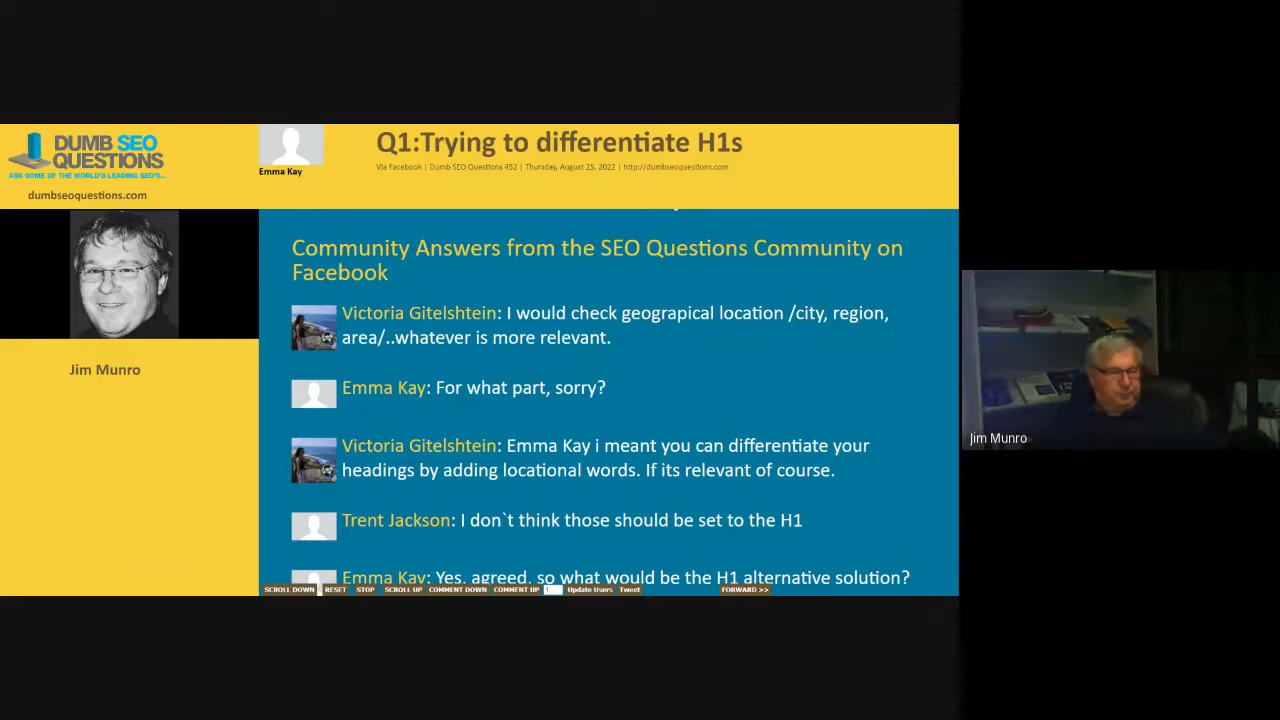 DUMB SEO
QUESTIONS
ASK SOME OF THE WORLD'S LEADING SEO'S...
dumbseoquestions.com
Emma Kay
Q1:Trying to differentiate H1s
Via Facebook | Dumb SEO Questions 452 | Thursday, August 25, 2022 | http://dumbseoquestions.com
Jim Munro
Community Answers from the SEO Questions Community on
Facebook
Victoria Gitelshtein: I would check geograpical location /city, region,
area/..whatever is more relevant.
Emma Kay: For what part, sorry?
Victoria Gitelshtein: Emma Kay i meant you can differentiate your
headings by adding locational words. If its relevant of course.
Trent Jackson: I don`t think those should be set to the H1
Emma Kay: Yes, agreed, so what would be the H1 alternative solution?
SCROLL DOWN RESET STOP SCROLL UP COMMENT DOWN COMMENT UP 1 Update Users Tweet FORWARD >>
Jim Munro